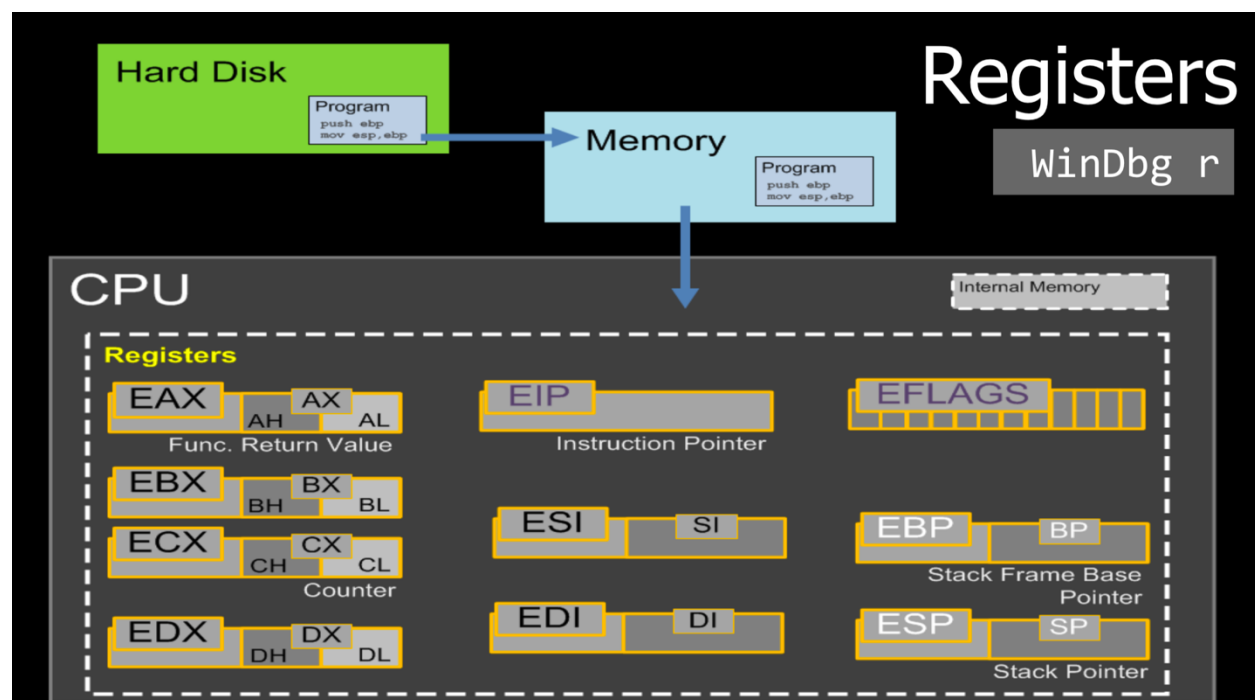 Registers
WinDbg r
Hard Disk
Program
push ebp
mov esp,ebp
Memory
Program
push ebp
mov esp,ebp
CPU
Internal Memory
Registers
EAX
AX
AH
AL
Func. Return Value
EBX
BX
BH
BL
ECX
CX
CH
CL
Counter
EDX
DX
DH
DL
EIP
Instruction Pointer
ESI
SI
EDI
DI
EFLAGS
EBP
BP
Stack Frame Base
Pointer
ESP
SP
Stack Pointer